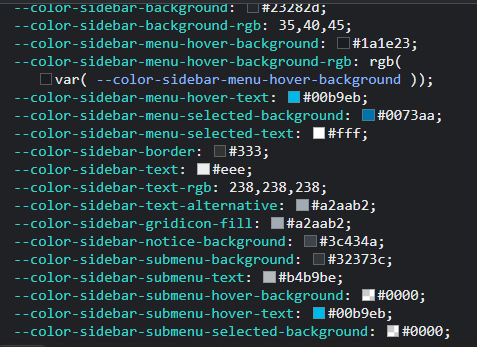 --color-sidebar-background: #23282d;
--color-sidebar-background-rgb: 35,40,45;
--color-sidebar-menu-hover-background: #1a1e23;
--color-sidebar-menu-hover-background-rgb: rgb(
var( --color-sidebar-menu-hover-background ));
--color-sidebar-menu-hover-text: #00b9eb;
--color-sidebar-menu-selected-background: #0073aa;
--color-sidebar-menu-selected-text: #fff;
--color-sidebar-border: #333;
--color-sidebar-text: #eee;
--color-sidebar-text-rgb: 238,238,238;
--color-sidebar-text-alternative: #a2aab2;
--color-sidebar-gridicon-fill: #a2aab2;
--color-sidebar-notice-background: #3c434a;
--color-sidebar-submenu-background: #32373c;
--color-sidebar-submenu-text: #b4b9be;
--color-sidebar-submenu-hover-background: #0000;
--color-sidebar-submenu-hover-text: #00b9eb;
--color-sidebar-submenu-selected-background: #0000;